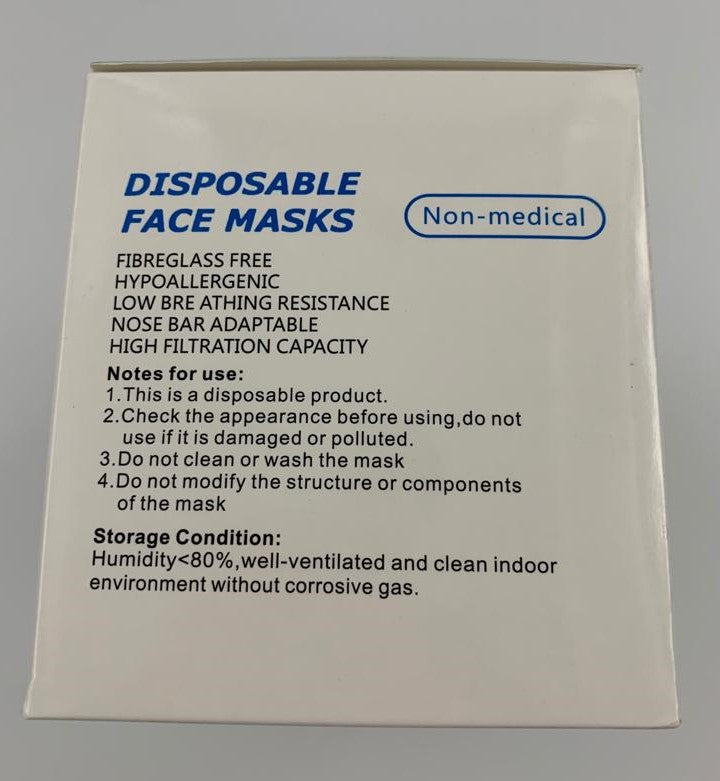 DISPOSABLE
FACE MASKS
Non-medical
FIBREGLASS FREE
HYPOALLERGENIC
LOW BRE ATHING RESISTANCE
NOSE BAR ADAPTABLE
HIGH FILTRATION CAPACITY
Notes for use:
1.This is a disposable product.
2.Check the appearance before using,do not
use if it is damaged or polluted.
3.Do not clean or wash the mask
4.Do not modify the structure or components
of the mask
Storage Condition:
Humidity<80%,well-ventilated and clean indoor
environment without corrosive gas.